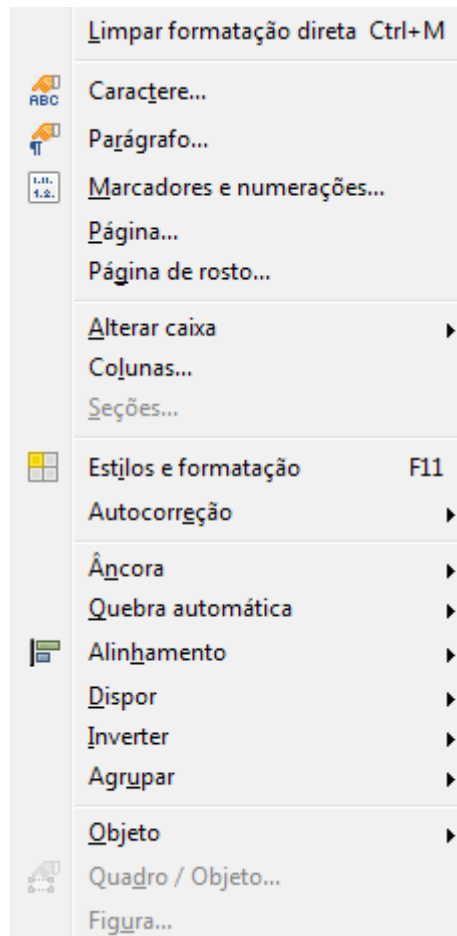 Limpar formatação direta Ctrl+M
ABC Caractere...
Parágrafo...
Marcadores e numerações...
Página...
Página de rosto...
Alterar caixa
Colunas...
Seções...
Estilos e formatação F11
Autocorreção
Âncora
Quebra automática
Alinhamento
Dispor
Inverter
Agrupar
Objeto
Quadro / Objeto...
Figura...